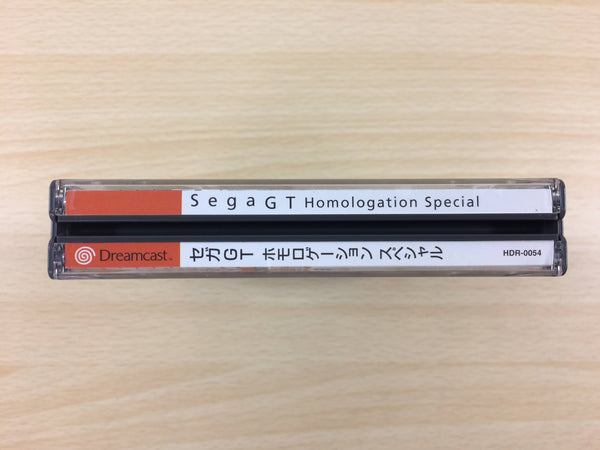 Sega GT Homologation Special
Dreamcast™ セガGT ホモロゲーション スペシャル HDR-0054